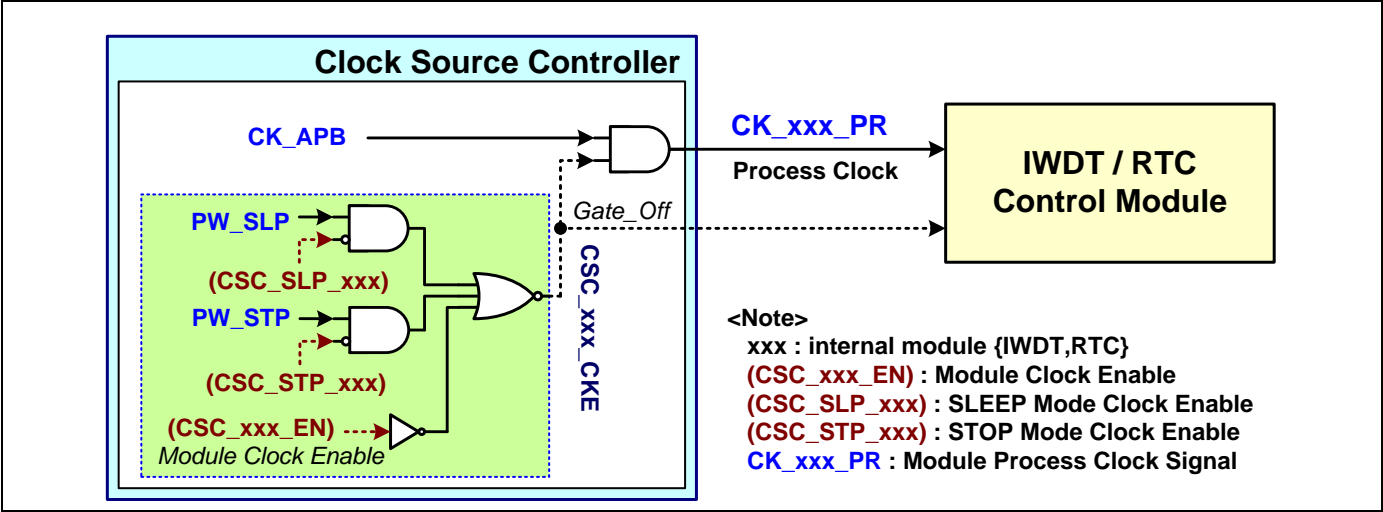 Clock Source Controller
CK_APB
CK_xxx_PR
Process Clock
IWDT / RTC
Control Module
PW_SLP
(CSC_SLP_xxx)
PW_STP
(CSC_STP_xxx)
(CSC_xxx_EN)
Module Clock Enable
Gate_Off
CSC_xxx_CKE
<Note>
xxx : internal module {IWDT,RTC}
(CSC_xxx_EN) : Module Clock Enable
(CSC_SLP_xxx) : SLEEP Mode Clock Enable
(CSC_STP_xxx) : STOP Mode Clock Enable
CK_xxx_PR : Module Process Clock Signal